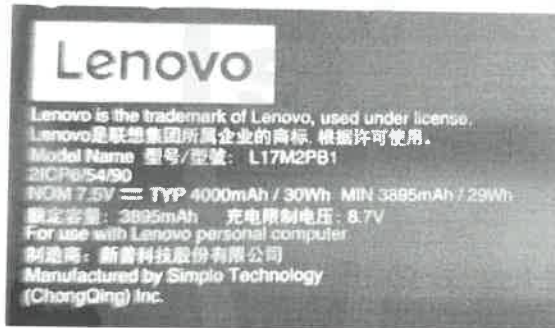 Lenovo
Lenovo is the trademark of Lenovo, used under license.
Lenovo是联想集团所属企业的商标, 根据许可使用。
Model Name 型号/型號: L17M2PB1
2ICP6/54/90
NOM 7.5V ⎓ TYP 4000mAh / 30Wh MIN 3895mAh / 29Wh
额定容量: 3895mAh 充电限制电压: 8.7V
For use with Lenovo personal computer
制造商: 新普科技股份有限公司
Manufactured by Simplo Technology
(ChongQing) Inc.